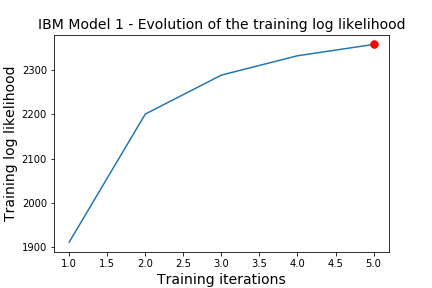 IBM Model 1 - Evolution of the training log likelihood
Training log likelihood
2300
2200
2100
2000
1900
1.0 1.5 2.0 2.5 3.0 3.5 4.0 4.5 5.0
Training iterations